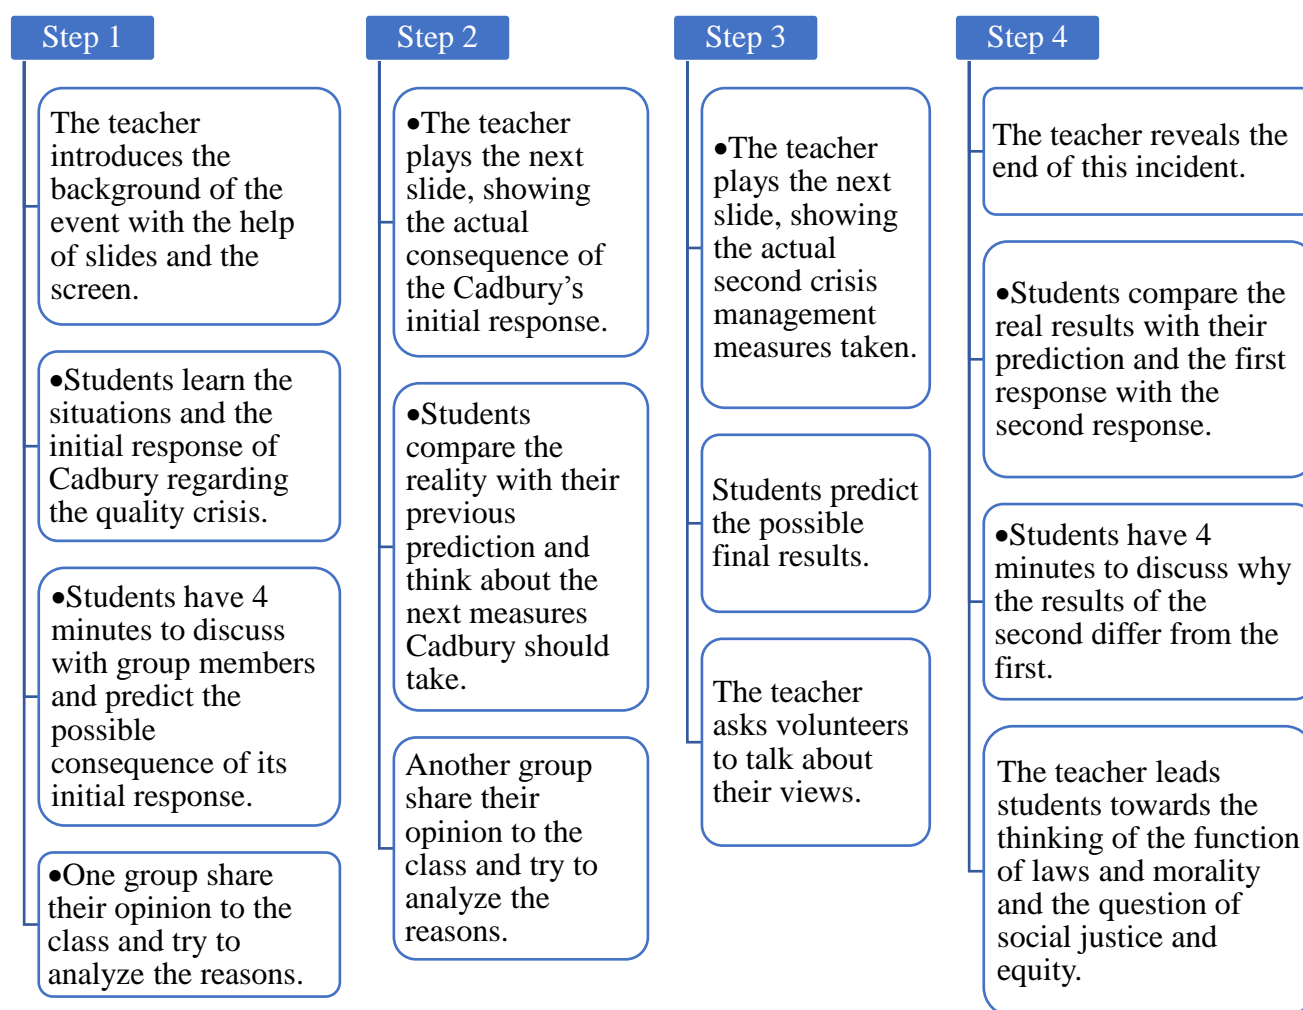 Step 1
The teacher
introduces the
background of the
event with the help
of slides and the
screen.
•Students learn the
situations and the
initial response of
Cadbury regarding
the quality crisis.
•Students have 4
minutes to discuss
with group members
and predict the
possible
consequence of its
initial response.
•One group share
their opinion to the
class and try to
analyze the reasons.
Step 2
•The teacher
plays the next
slide, showing
the actual
consequence of
the Cadbury's
initial response.
•Students
compare the
reality with their
previous
prediction and
think about the
next measures
Cadbury should
take.
Another group
share their
opinion to the
class and try to
analyze the
reasons.
Step 3
•The teacher
plays the next
slide, showing
the actual
second crisis
management
measures taken.
Students predict
the possible
final results.
The teacher
asks volunteers
to talk about
their views.
Step 4
The teacher reveals the
end of this incident.
•Students compare the
real results with their
prediction and the first
response with the
second response.
•Students have 4
minutes to discuss why
the results of the
second differ from the
first.
The teacher leads
students towards the
thinking of the function
of laws and morality
and the question of
social justice and
equity.